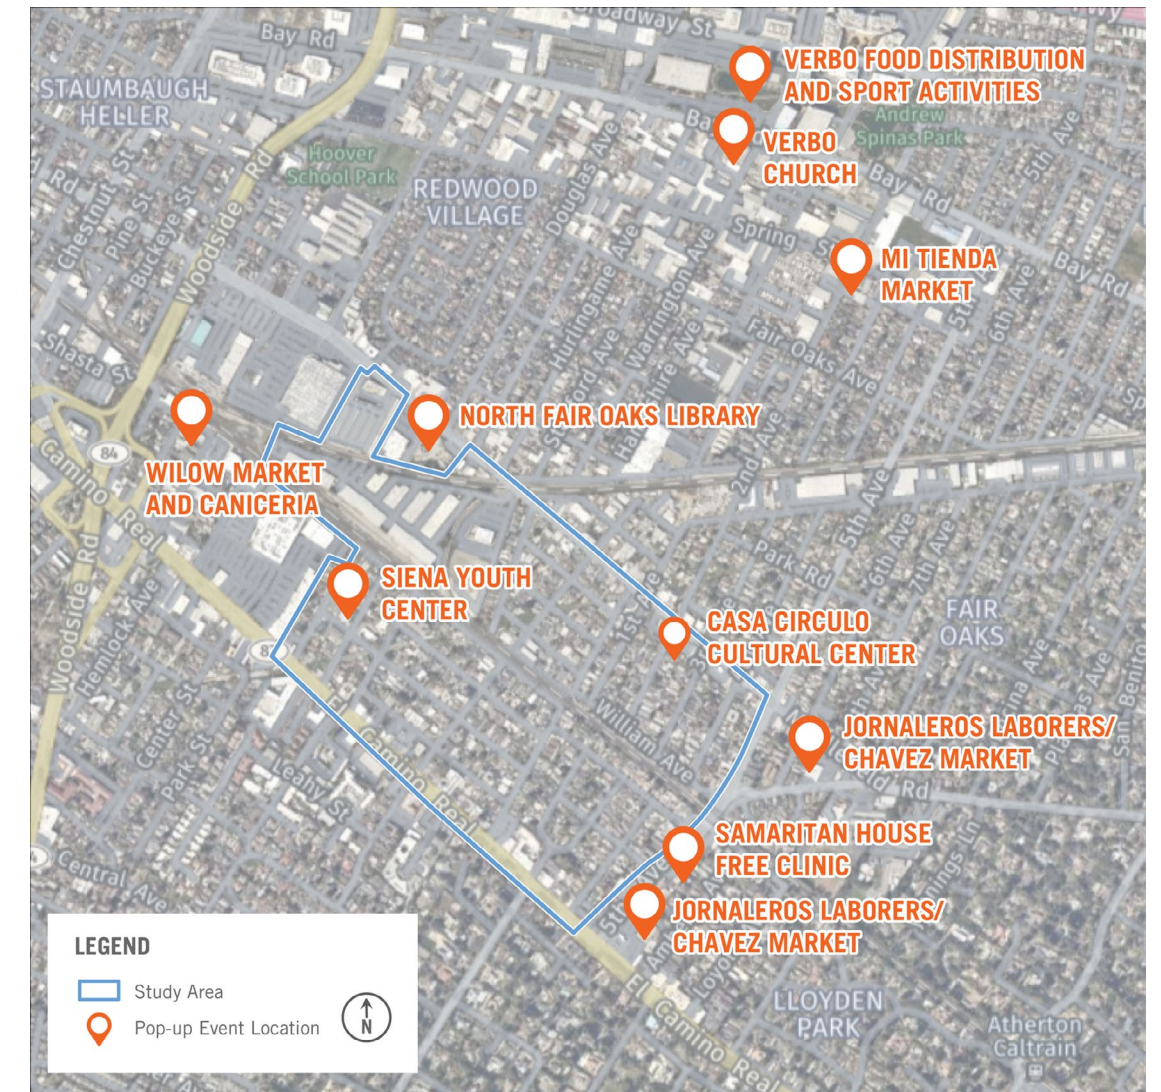 Broadway St
Bay Rd
VERBO FOOD DISTRIBUTION
AND SPORT ACTIVITIES
STAUMBAUGH
HELLER
Andrew
Spinas Park
5th Ave
VERBO
CHURCH
Hoover
School Park
REDWOOD
VILLAGE
Douglas Ave
Bay Rd
Chestnut St
Pine St
Buckeye St
Woodside Rd
Spring St
MI TIENDA
MARKET
Bay Rd
6th Ave
Hurlingame Ave
Warrington Ave
Fair Oaks Ave
Shasta St
NORTH FAIR OAKS LIBRARY
84
WILOW MARKET
AND CANICERIA
2nd Ave
5th Ave
El Camino Real
Park Rd
6th Ave
7th Ave
SIENA YOUTH
CENTER
FAIR
OAKS
1st Ave
CASA CIRCULO
CULTURAL CENTER
Woodside Rd
Hemlock Ave
82
Center St
Park St
William Ave
JORNALEROS LABORERS/
CHAVEZ MARKET
San Benito
Leahy St
Camino Real
Rd
SAMARITAN HOUSE
FREE CLINIC
Central Ave
JORNALEROS LABORERS/
CHAVEZ MARKET
El Camino Real
LLOYDEN
PARK
Atherton
Caltrain
LEGEND
Study Area
Pop-up Event Location
N